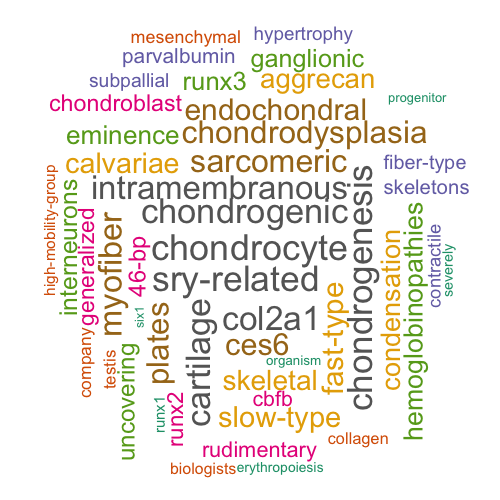 mesenchymal
hypertrophy
parvalbumin
ganglionic
subpallial
runx3
aggrecan
progenitor
chondroblast
endochondral
eminence
chondrodysplasia
calvariae
sarcomeric
fiber-type
high-mobility-group
interneurons
generalized
intramembranous
skeletons
chondrogenic
myofiber
46-bp
chondrocyte
chondrogenesis
condensation
hemoglobinopathies
contractile
severely
sry-related
company
testis
uncovering
six1
plates
cartilage
col2a1
fast-type
ces6
organism
runx1
runx2
skeletal
cbfb
slow-type
collagen
rudimentary
biologists
erythropoiesis